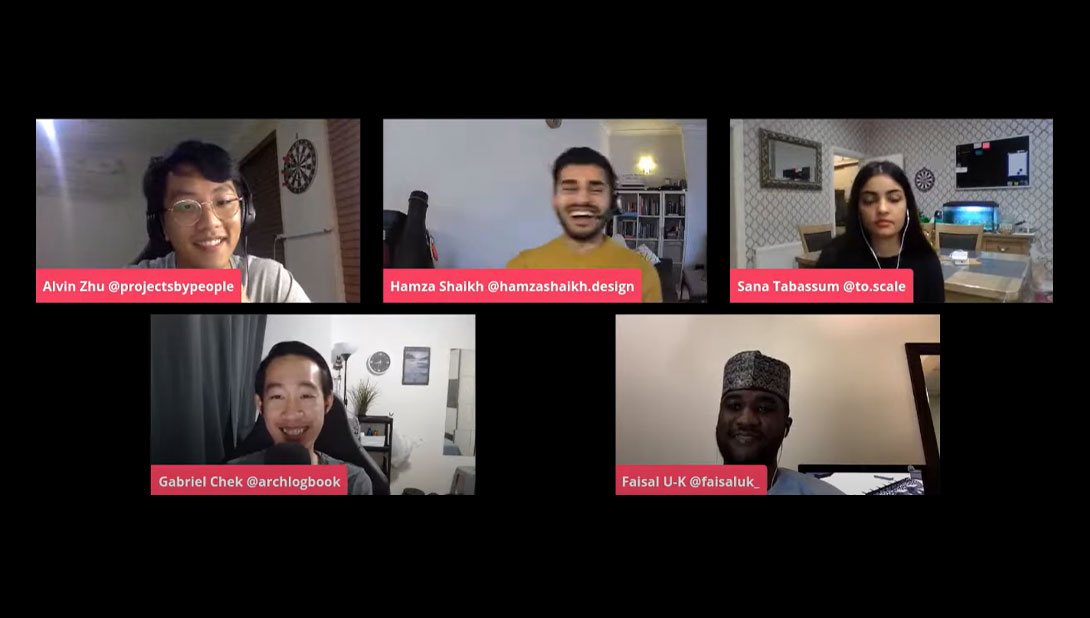 Alvin Zhu @projectsbypeople
Hamza Shaikh @hamzashaikh.design
Sana Tabassum @to.scale
Gabriel Chek @archlogbook
Faisal U-K @faisaluk_